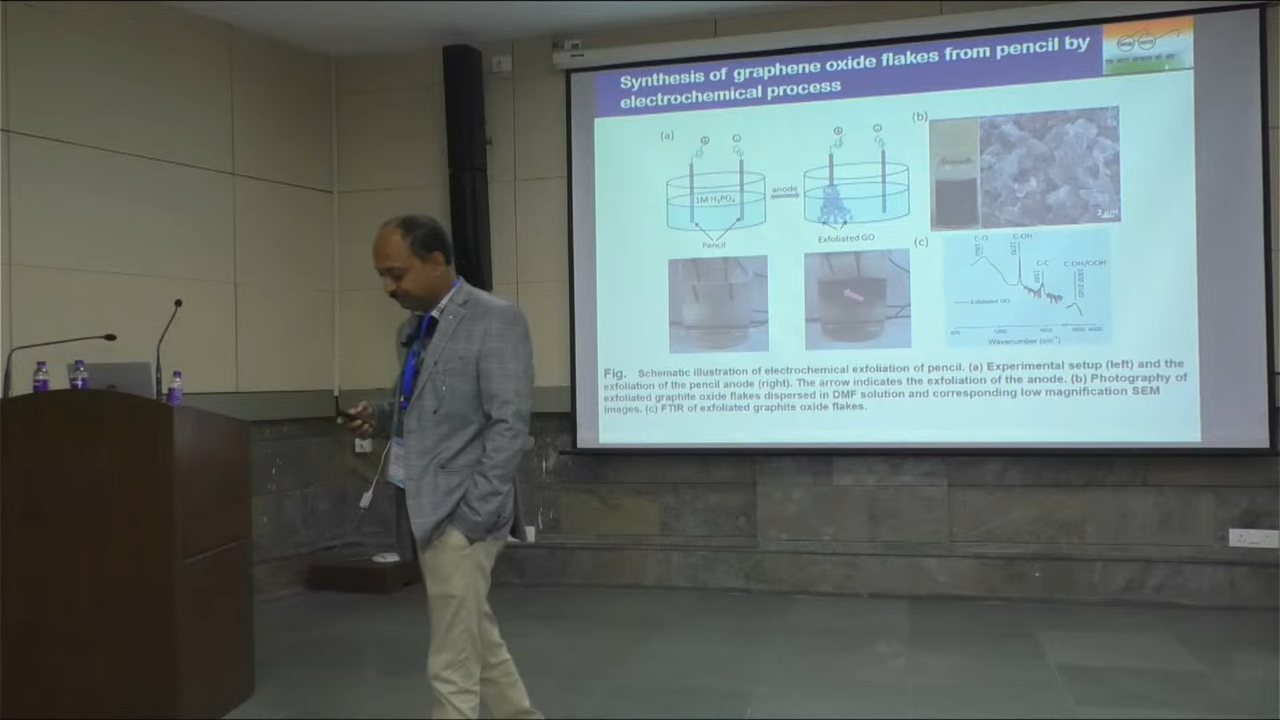 Synthesis of graphene oxide flakes from pencil by
electrochemical process
(a)
1M H₃PO₄
Pencil
anode
Exfoliated GO
(b)
2 µm
(c)
C-O
C-OH
C-C
C-OH/OOH
Exfoliated GO
Wavenumber (cm⁻¹)
Fig. Schematic illustration of electrochemical exfoliation of pencil. (a) Experimental setup (left) and the
exfoliation of the pencil anode (right). The arrow indicates the exfoliation of the anode. (b) Photography of
exfoliated graphite oxide flakes dispersed in DMF solution and corresponding low magnification SEM
images. (c) FTIR of exfoliated graphite oxide flakes.